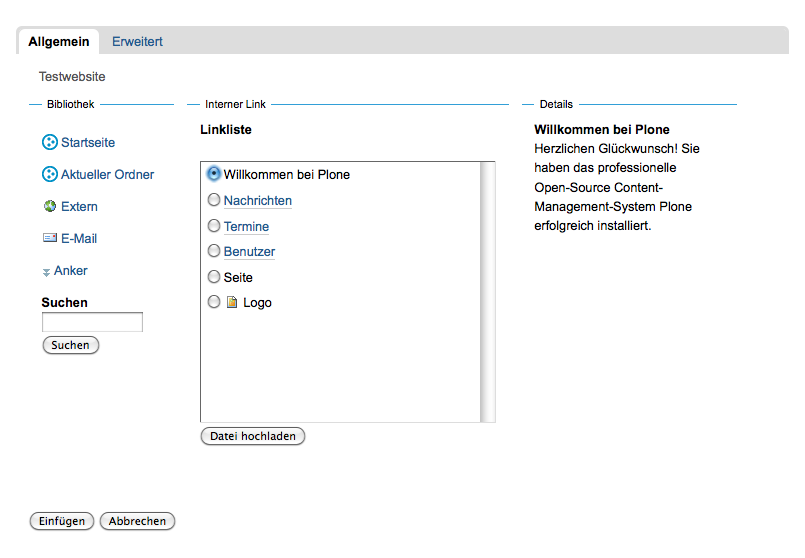 Allgemein Erweitert
Testwebsite
Bibliothek
Startseite
Aktueller Ordner
Extern
E-Mail
Anker
Suchen
Suchen
Interner Link
Linkliste
Willkommen bei Plone
Nachrichten
Termine
Benutzer
Seite
Logo
Datei hochladen
Details
Willkommen bei Plone
Herzlichen Glückwunsch! Sie
haben das professionelle
Open-Source Content-
Management-System Plone
erfolgreich installiert.
Einfügen Abbrechen